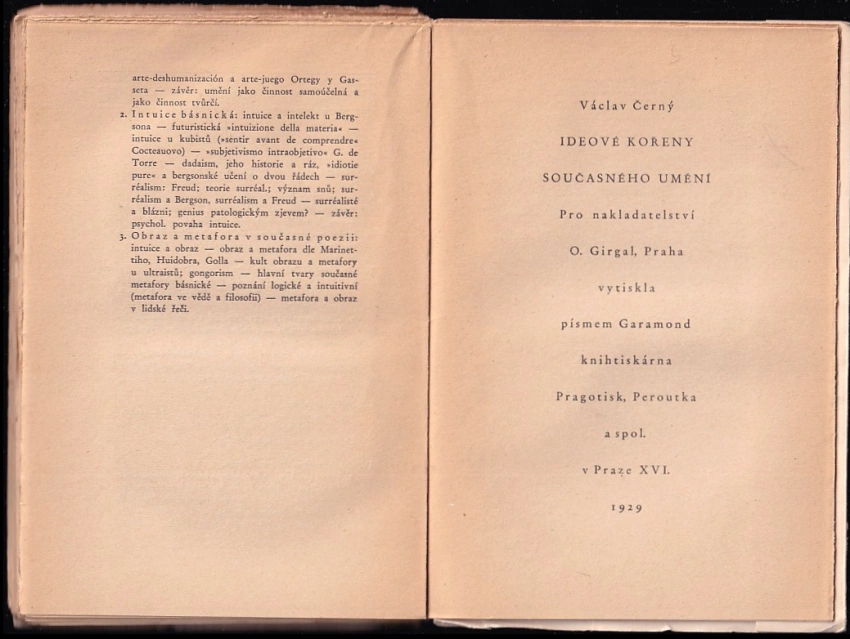 arte-deshumanización a arte-juego Ortegy y Gas-
seta — závěr: umění jako činnost samoúčelná a
jako činnost tvůrčí.
2. Intuice básnická: intuice a intelekt u Berg-
sona — futuristická »intuizione della materia« —
intuice u kubistů (»sentir avant de comprendre«
Cocteauovo) — »subjetivismo intraobjetivo« G. de
Torre — dadaism, jeho historie a ráz, »idiotie
pure« a bergsonské učení o dvou řádech — sur-
réalism: Freud; teorie surréal.; význam snů; sur-
réalism a Bergson, surréalism a Freud — surréalisté
a blázni; genius patologickým zjevem? — závěr:
psychol. povaha intuice.
3. Obraz a metafora v současné poezii:
intuice a obraz — obraz a metafora dle Marinet-
tiho, Huidobra, Golla — kult obrazu a metafory
u ultraistů; gongorism — hlavní tvary současné
metafory básnické — poznání logické a intuitivní
(metafora ve vědě a filosofii) — metafora a obraz
v lidské řeči.
Václav Černý
IDEOVÉ KOŘENY
SOUČASNÉHO UMĚNÍ
Pro nakladatelství
O. Girgal, Praha
vytiskla
písmem Garamond
knihtiskárna
Pragotisk, Peroutka
a spol.
v Praze XVI.
1929